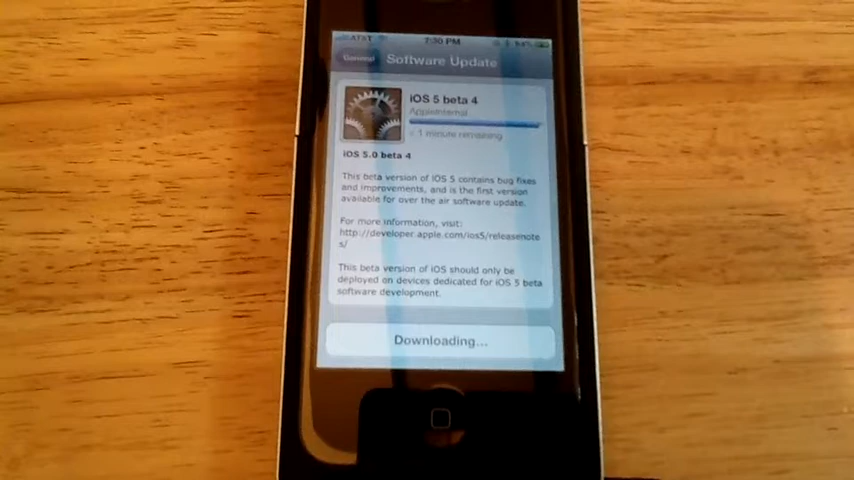 AT&T 7:30 PM 94%
General Software Update
iOS 5 beta 4
AppleInternal
< 1 minute remaining
iOS 5.0 beta 4
This beta version of iOS 5 contains bug fixes
and improvements, and is the first version
available for over the air software update.
For more information, visit:
http://developer.apple.com/ios5/releasenote
s/
This beta version of iOS should only be
deployed on devices dedicated for iOS 5 beta
software development.
Downloading...